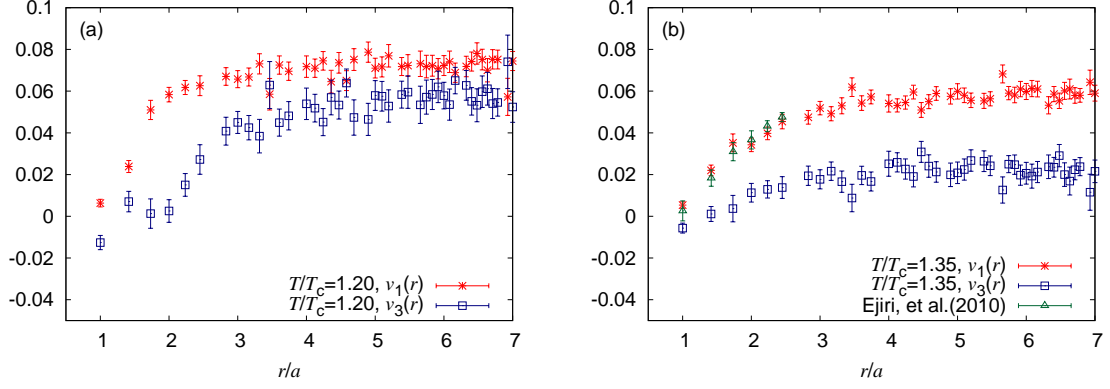 (a)
0.1
0.08
0.06
0.04
0.02
0
-0.02
-0.04
T/Tc=1.20, v1(r)
T/Tc=1.20, v3(r)
1 2 3 4 5 6 7
r/a
(b)
0.1
0.08
0.06
0.04
0.02
0
-0.02
-0.04
T/Tc=1.35, v1(r)
T/Tc=1.35, v3(r)
Ejiri, et al.(2010)
1 2 3 4 5 6 7
r/a